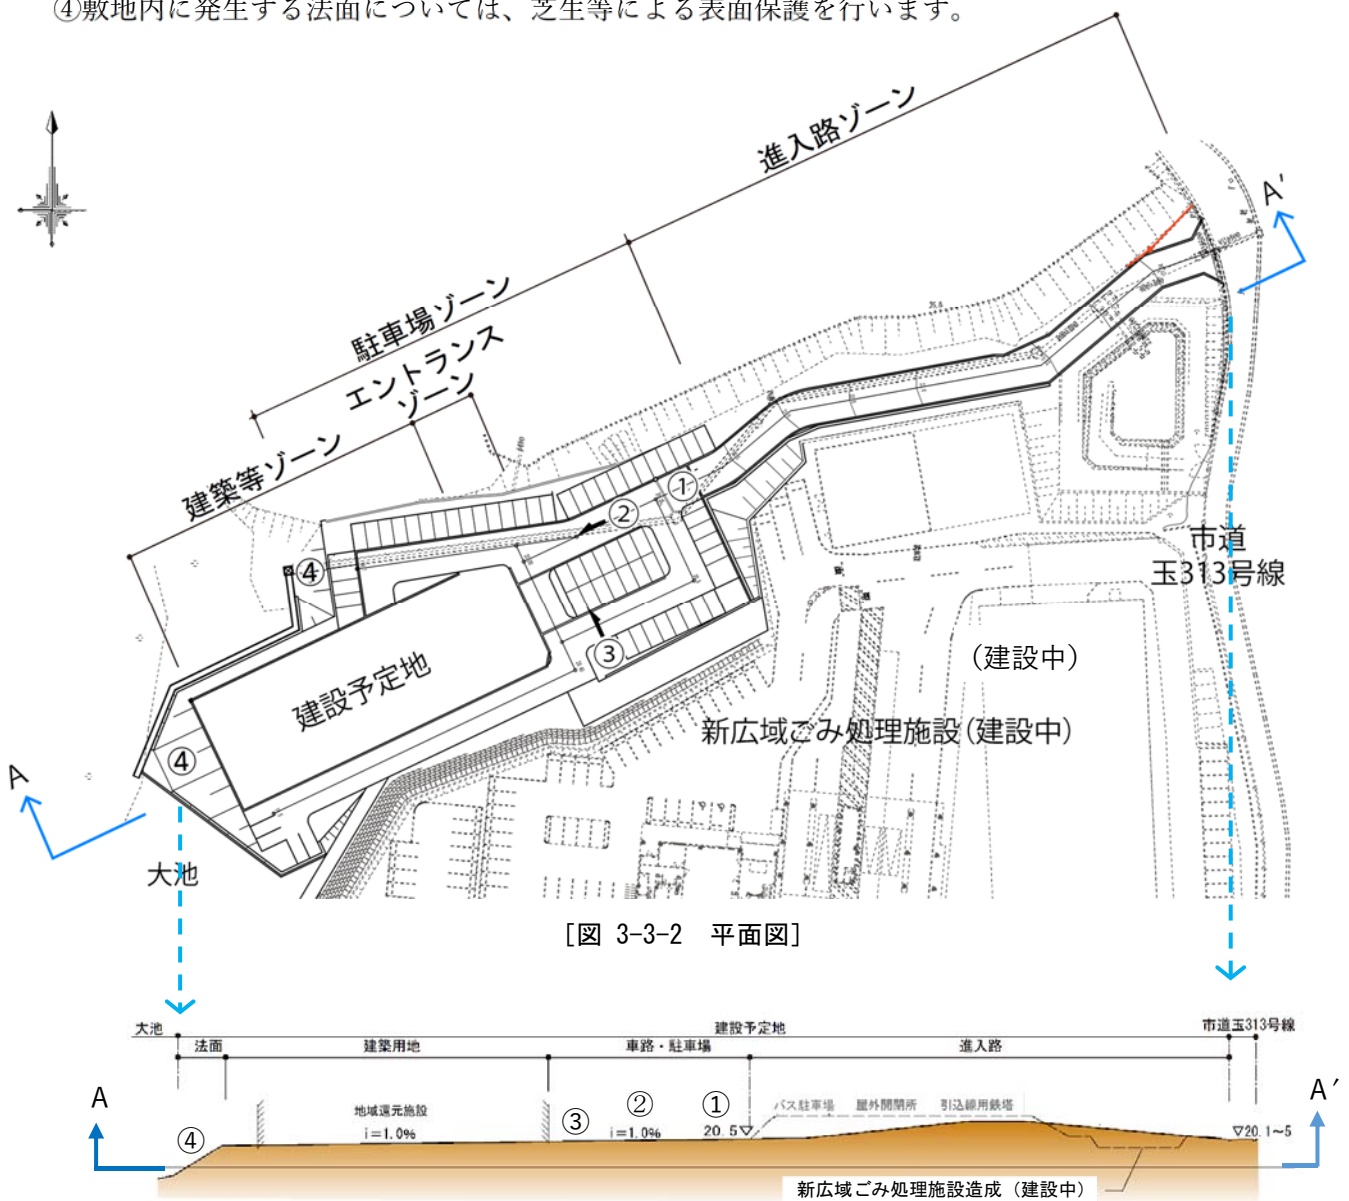 ④敷地内に発生する法面については、芝生等による表面保護を行います。
進入路ゾーン
A'
駐車場ゾーン
エントランス
ゾーン
建築等ゾーン
①
②
④
③
市道
玉313号線
建設予定地
(建設中)
新広域ごみ処理施設(建設中)
④
A
大池
[図 3-3-2 平面図]
大池
建設予定地
市道玉313号線
法面
建築用地
車路・駐車場
進入路
A
地域還元施設
②
①
バス駐車場
屋外開閉所
引込線用鉄塔
A′
④
i=1.0%
③
i=1.0%
20.5▽
▽20.1~5
新広域ごみ処理施設造成(建設中)